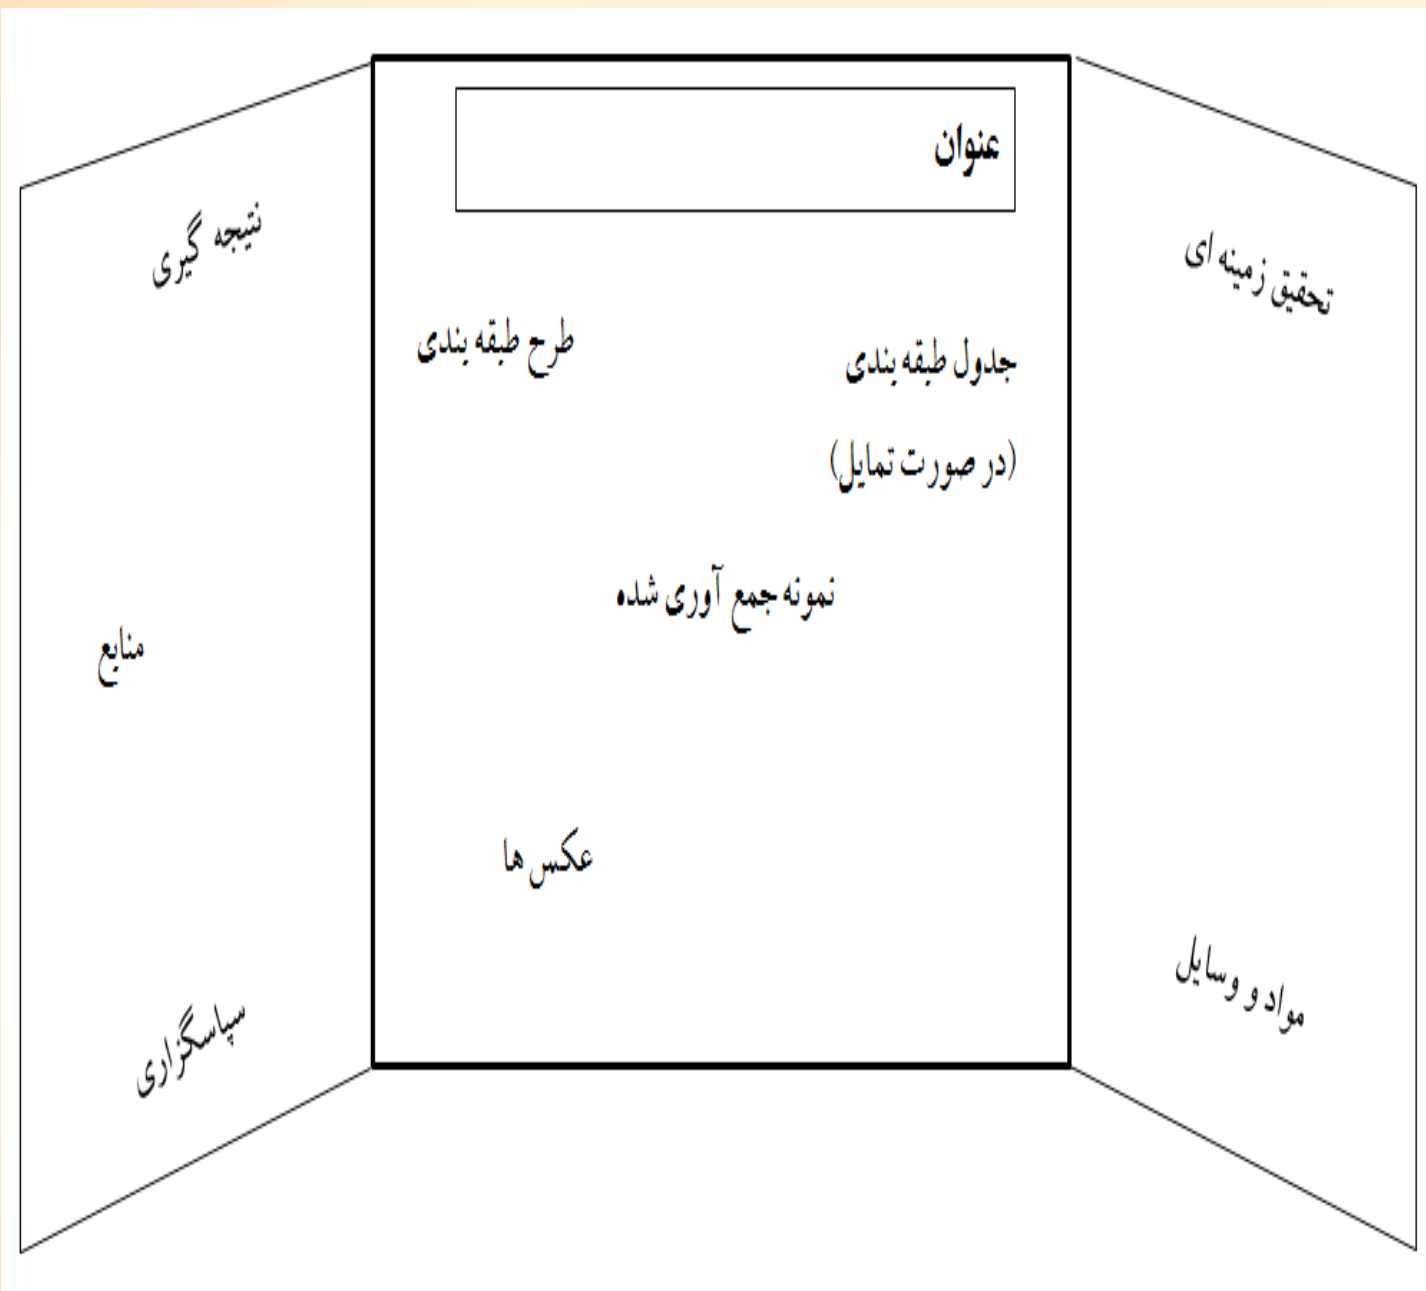 عنوان
تحقیق زمینه ای
مواد و وسایل
جدول طبقه بندی
(در صورت تمایل)
طرح طبقه بندی
نمونه جمع آوری شده
عکس ها
نتیجه گیری
منابع
سپاسگزاری